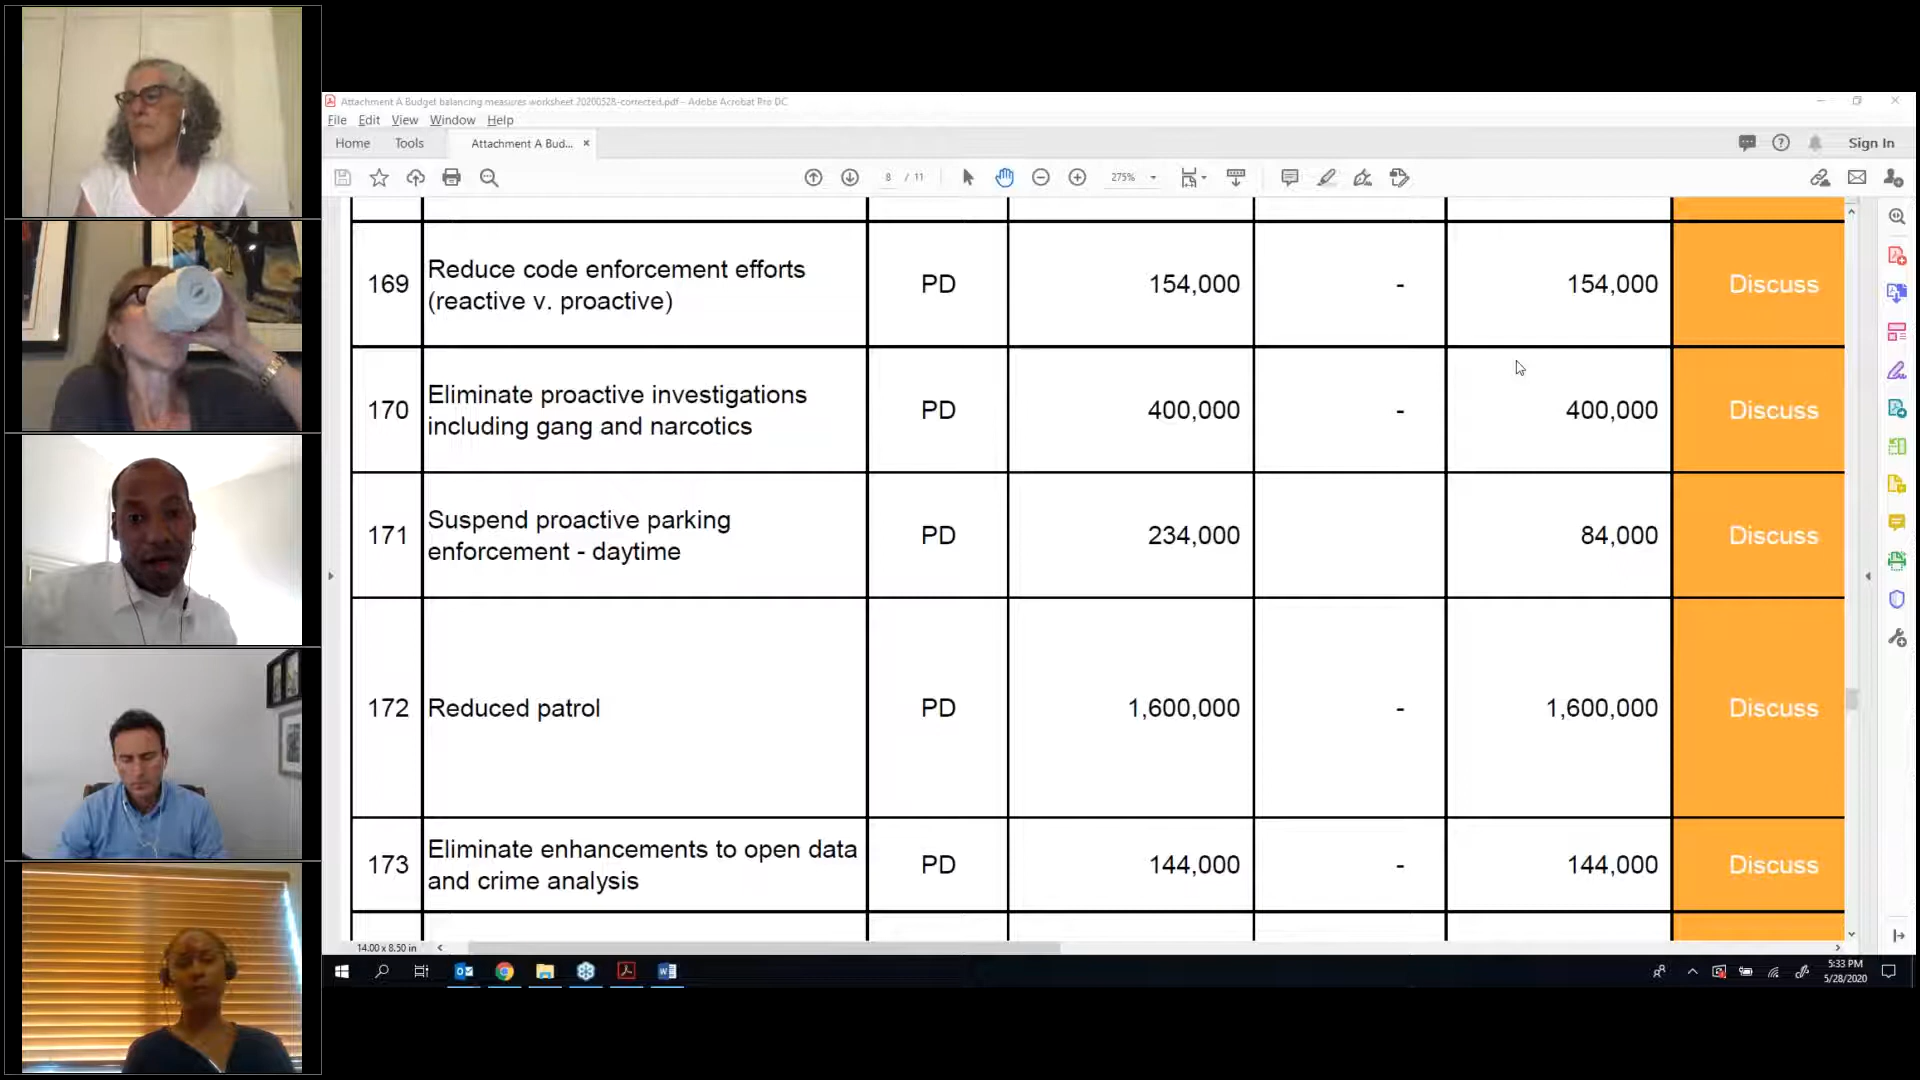 Attachment A Budget balancing measures worksheet 20200528-corrected.pdf - Adobe Acrobat Pro DC
File Edit View Window Help
Home Tools Attachment A Bud... × Sign In
8 / 11 275%
169 Reduce code enforcement efforts (reactive v. proactive) PD 154,000 - 154,000 Discuss
170 Eliminate proactive investigations including gang and narcotics PD 400,000 - 400,000 Discuss
171 Suspend proactive parking enforcement - daytime PD 234,000 84,000 Discuss
172 Reduced patrol PD 1,600,000 - 1,600,000 Discuss
173 Eliminate enhancements to open data and crime analysis PD 144,000 - 144,000 Discuss
14.00 x 8.50 in
5:33 PM
5/28/2020